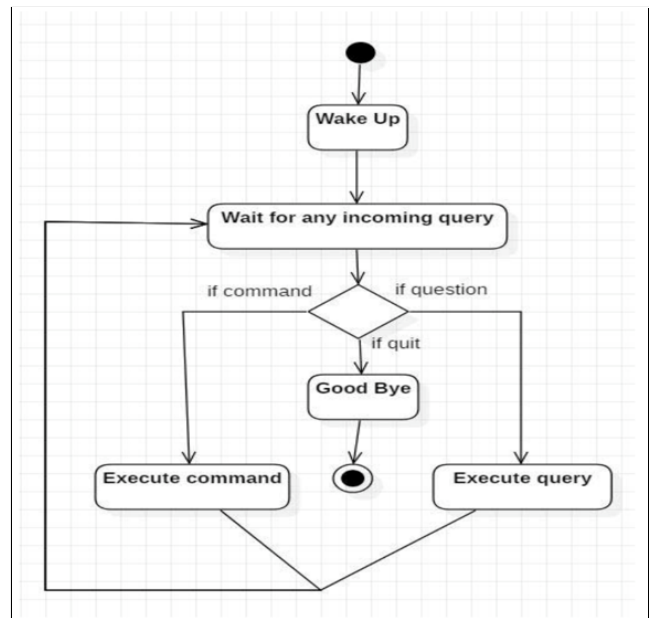 Wake Up
Wait for any incoming query
if command
if question
if quit
Good Bye
Execute command
Execute query